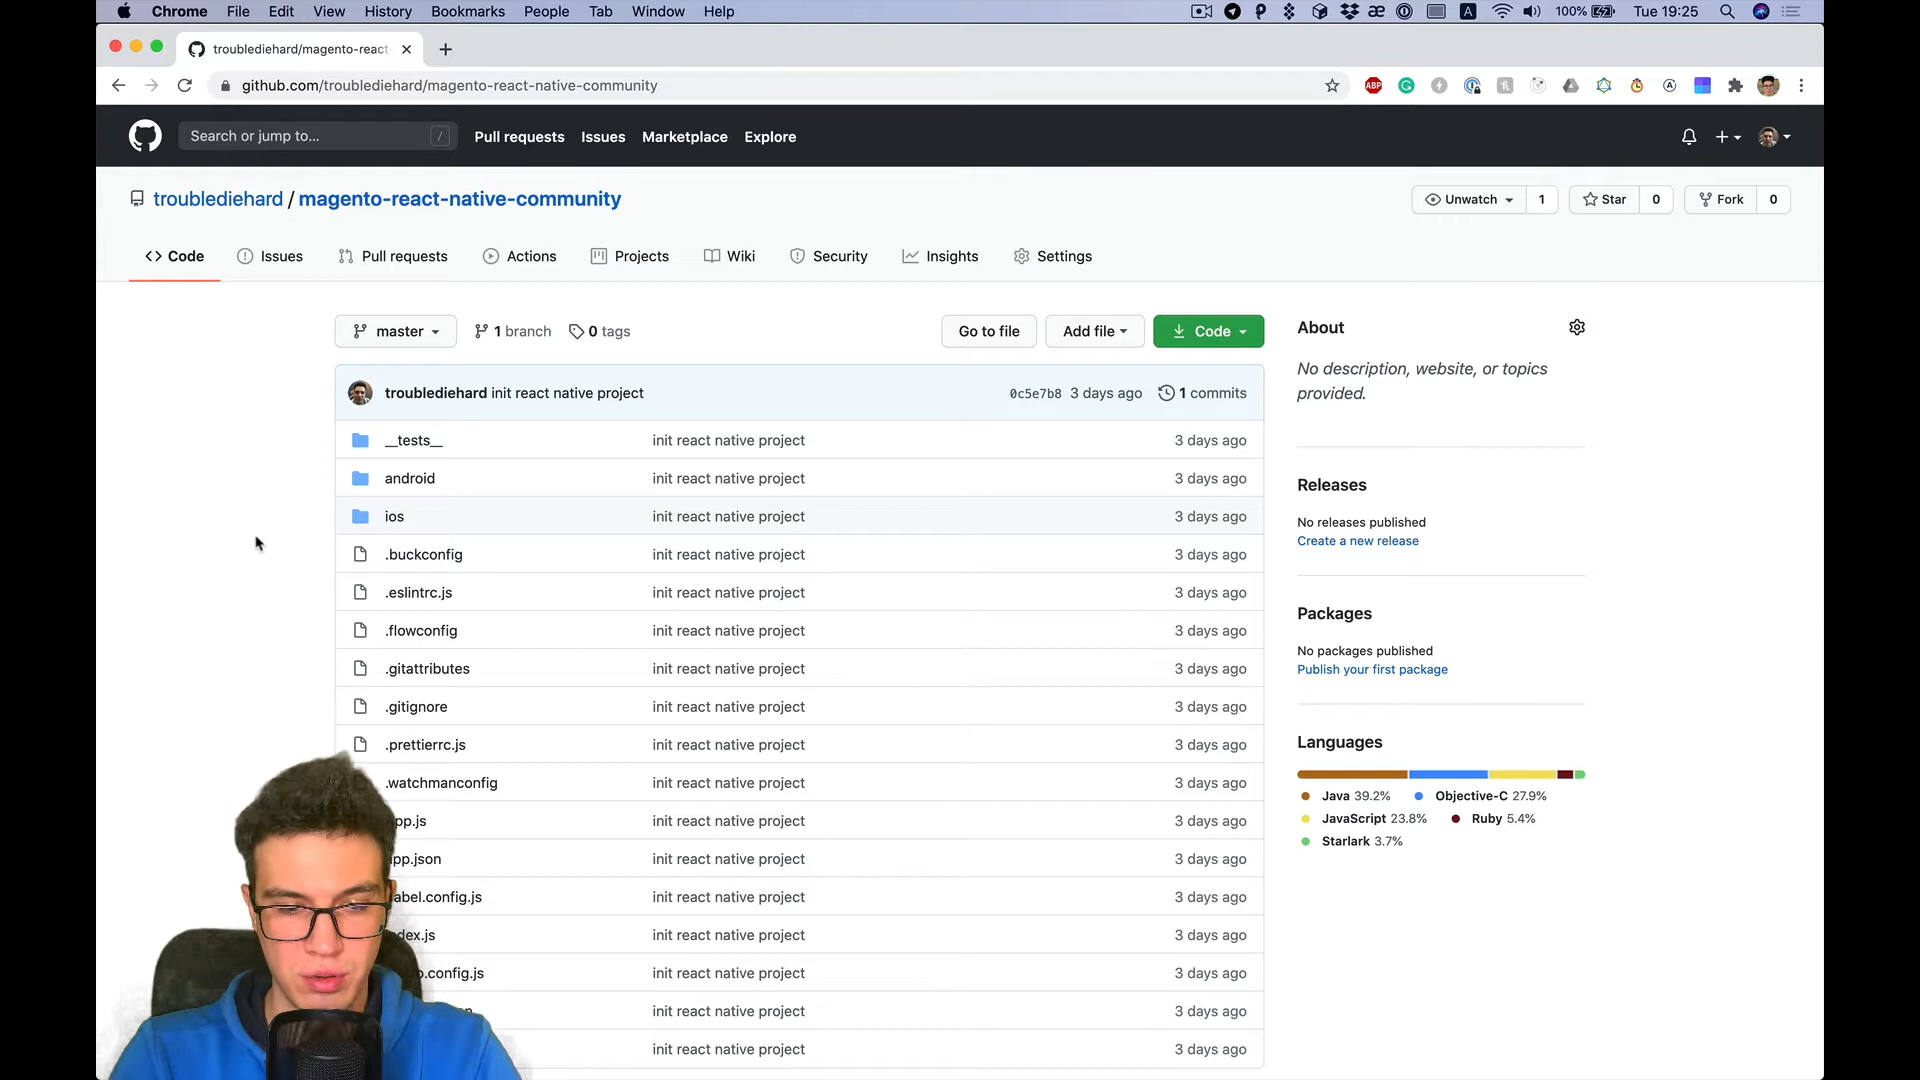 Chrome File Edit View History Bookmarks People Tab Window Help 100% Tue 19:25
troublediehard/magento-react-
github.com/troublediehard/magento-react-native-community
Search or jump to... / Pull requests Issues Marketplace Explore
troublediehard / magento-react-native-community Unwatch 1 Star 0 Fork 0
Code Issues Pull requests Actions Projects Wiki Security Insights Settings
master 1 branch 0 tags Go to file Add file Code
troublediehard init react native project 0c5e7b8 3 days ago 1 commits
__tests__ init react native project 3 days ago
android init react native project 3 days ago
ios init react native project 3 days ago
.buckconfig init react native project 3 days ago
.eslintrc.js init react native project 3 days ago
.flowconfig init react native project 3 days ago
.gitattributes init react native project 3 days ago
.gitignore init react native project 3 days ago
.prettierrc.js init react native project 3 days ago
.watchmanconfig init react native project 3 days ago
pp.js init react native project 3 days ago
pp.json init react native project 3 days ago
abel.config.js init react native project 3 days ago
dex.js init react native project 3 days ago
o.config.js init react native project 3 days ago
init react native project 3 days ago
init react native project 3 days ago
About
No description, website, or topics
provided.
Releases
No releases published
Create a new release
Packages
No packages published
Publish your first package
Languages
Java 39.2% Objective-C 27.9%
JavaScript 23.8% Ruby 5.4%
Starlark 3.7%